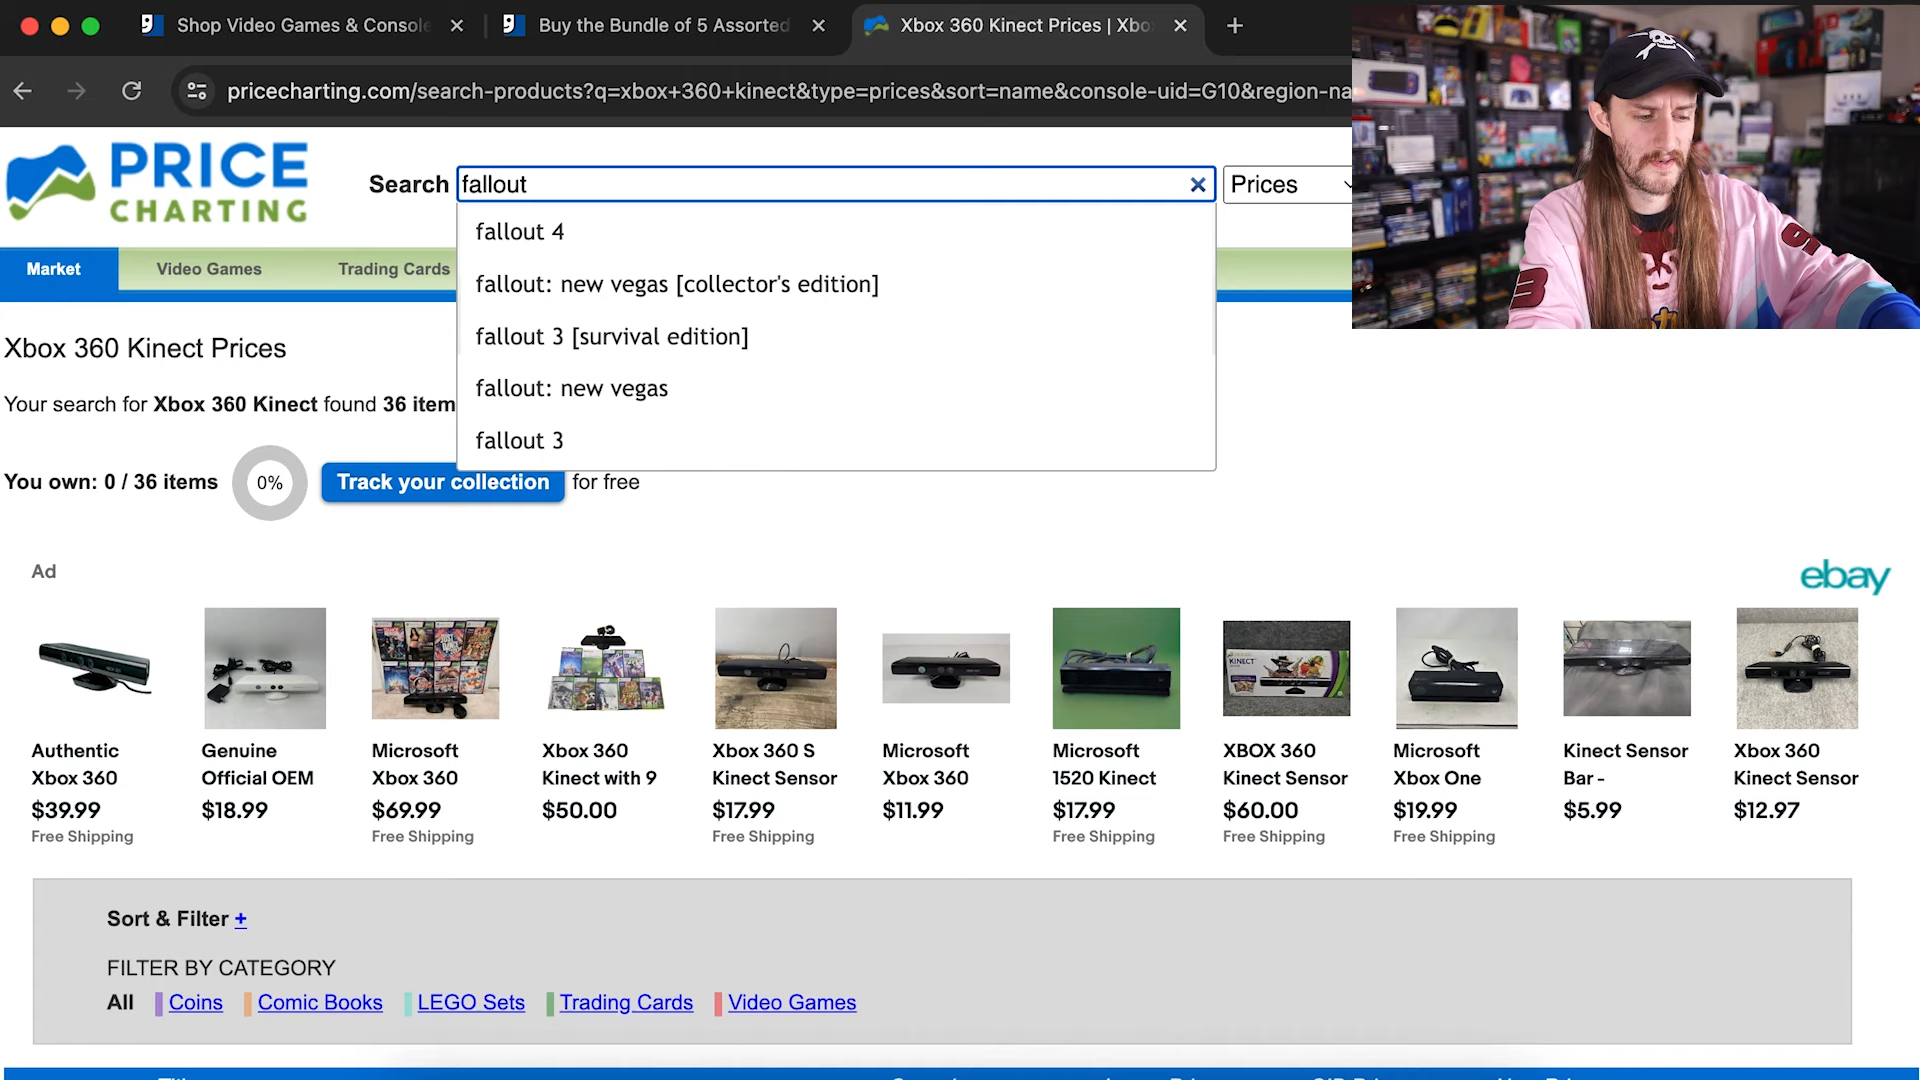 Shop Video Games & Console
Buy the Bundle of 5 Assorted
Xbox 360 Kinect Prices | Xbo
pricecharting.com/search-products?q=xbox+360+kinect&type=prices&sort=name&console-uid=G10&region-na
PRICE
CHARTING
Search
fallout
Prices
fallout 4
fallout: new vegas [collector's edition]
fallout 3 [survival edition]
fallout: new vegas
fallout 3
Market
Video Games
Trading Cards
Xbox 360 Kinect Prices
Your search for Xbox 360 Kinect found 36 item
You own: 0 / 36 items
0%
Track your collection
for free
Ad
ebay
Authentic
Xbox 360
$39.99
Free Shipping
Genuine
Official OEM
$18.99
Microsoft
Xbox 360
$69.99
Free Shipping
Xbox 360
Kinect with 9
$50.00
Xbox 360 S
Kinect Sensor
$17.99
Free Shipping
Microsoft
Xbox 360
$11.99
Microsoft
1520 Kinect
$17.99
Free Shipping
XBOX 360
Kinect Sensor
$60.00
Free Shipping
Microsoft
Xbox One
$19.99
Free Shipping
Kinect Sensor
Bar -
$5.99
Xbox 360
Kinect Sensor
$12.97
Sort & Filter +
FILTER BY CATEGORY
All
Coins
Comic Books
LEGO Sets
Trading Cards
Video Games